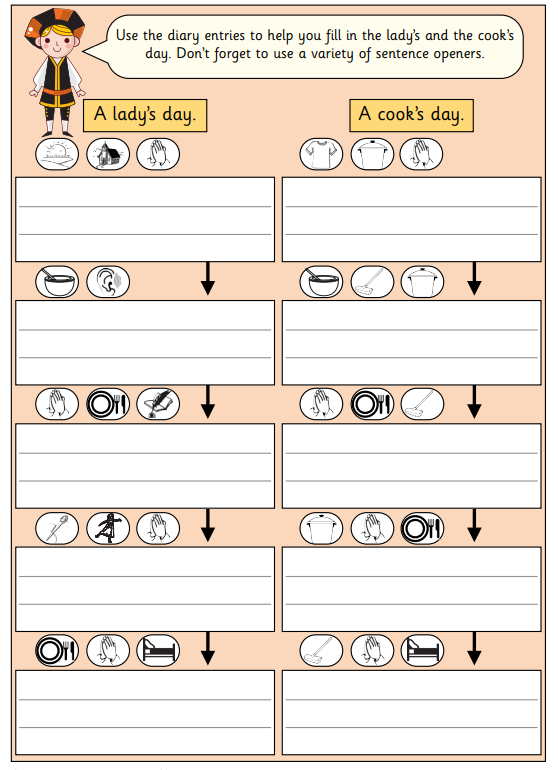 Use the diary entries to help you fill in the lady's and the cook's
day. Don't forget to use a variety of sentence openers.
A lady's day.
A cook's day.